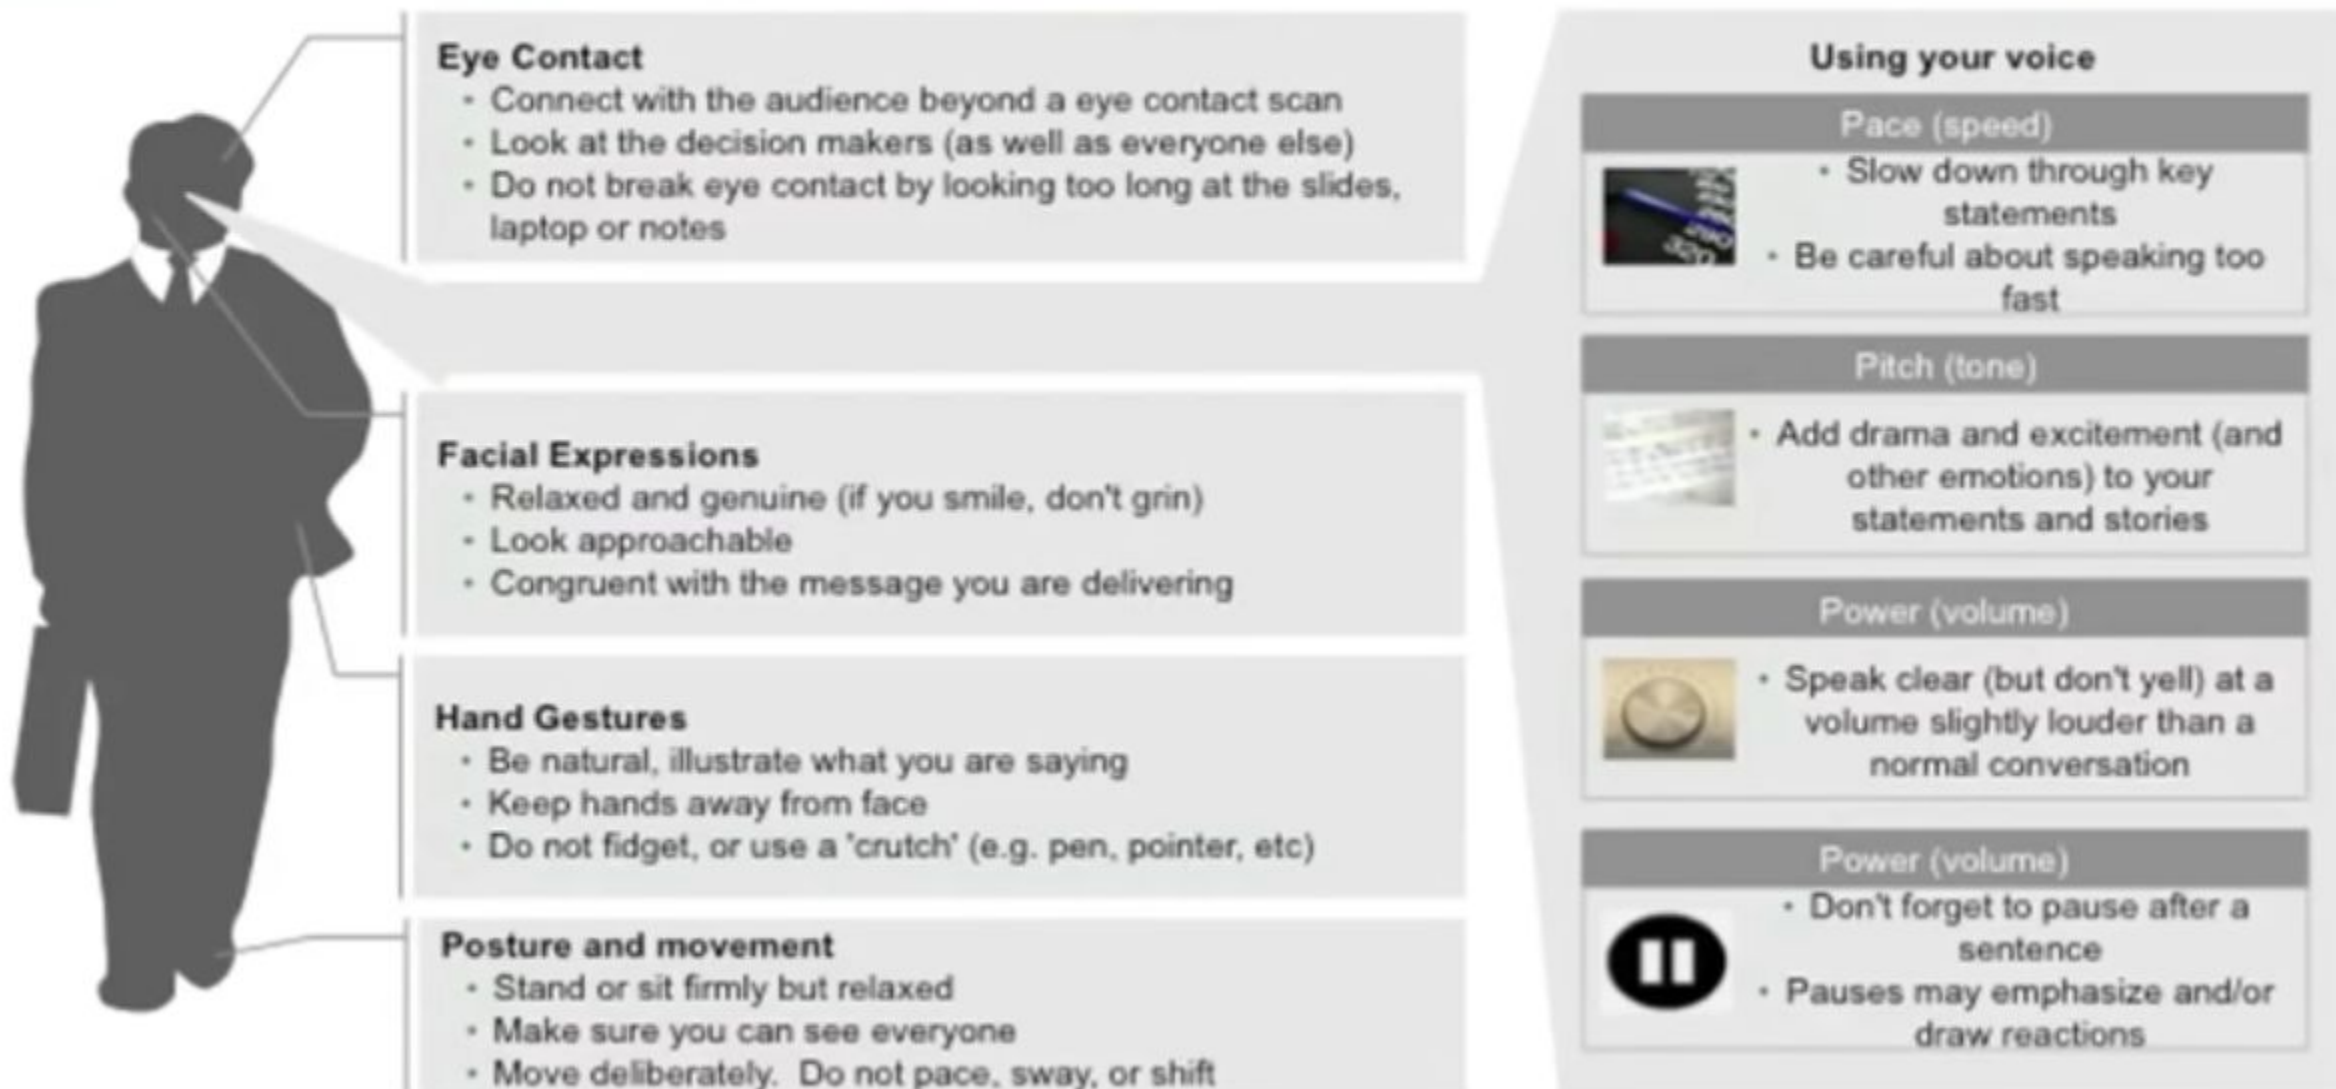 Eye Contact
• Connect with the audience beyond a eye contact scan
• Look at the decision makers (as well as everyone else)
• Do not break eye contact by looking too long at the slides,
laptop or notes
Facial Expressions
• Relaxed and genuine (if you smile, don't grin)
• Look approachable
• Congruent with the message you are delivering
Hand Gestures
• Be natural, illustrate what you are saying
• Keep hands away from face
• Do not fidget, or use a 'crutch' (e.g. pen, pointer, etc)
Posture and movement
• Stand or sit firmly but relaxed
• Make sure you can see everyone
• Move deliberately. Do not pace, sway, or shift
Using your voice
Pace (speed)
• Slow down through key
statements
• Be careful about speaking too
fast
Pitch (tone)
• Add drama and excitement (and
other emotions) to your
statements and stories
Power (volume)
• Speak clear (but don't yell) at a
volume slightly louder than a
normal conversation
Power (volume)
• Don't forget to pause after a
sentence
• Pauses may emphasize and/or
draw reactions